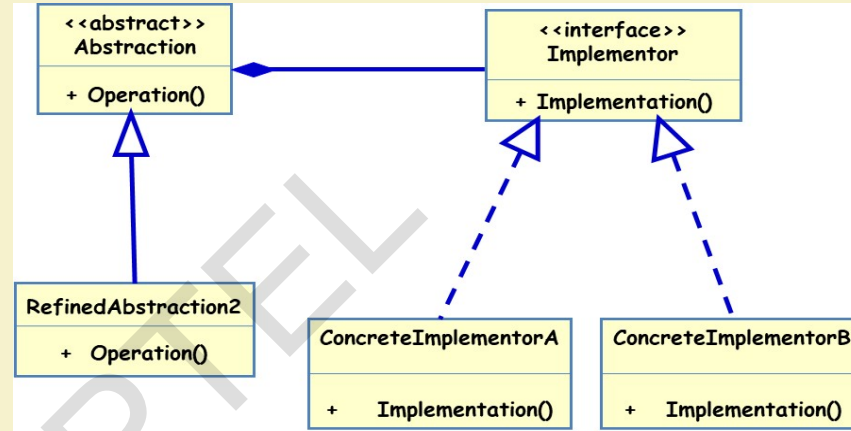 <<abstract>>
Abstraction
+ Operation()
<<interface>>
Implementor
+ Implementation()
RefinedAbstraction2
+ Operation()
ConcreteImplementorA
+ Implementation()
ConcreteImplementorB
+ Implementation()
PTEL